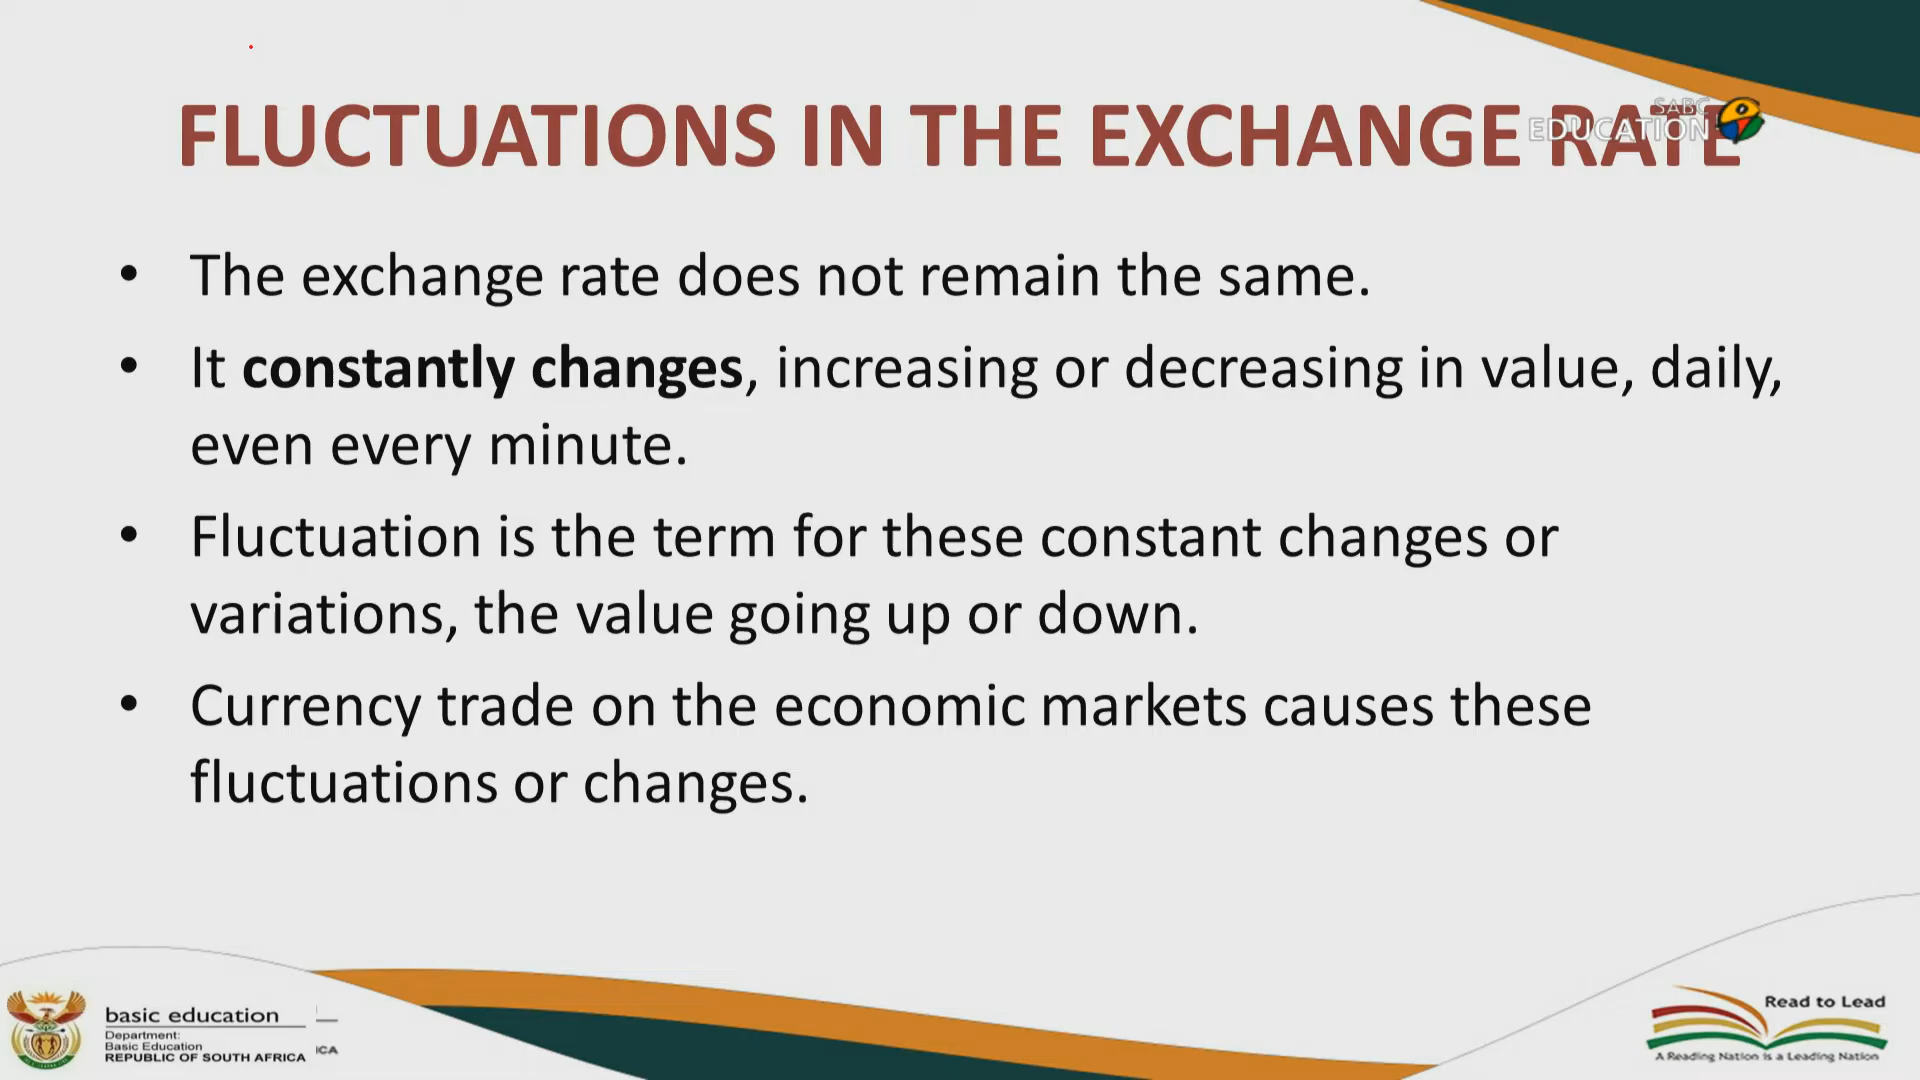 SABC
EDUCATION
FLUCTUATIONS IN THE EXCHANGE RATE
• The exchange rate does not remain the same.
• It constantly changes, increasing or decreasing in value, daily,
even every minute.
• Fluctuation is the term for these constant changes or
variations, the value going up or down.
• Currency trade on the economic markets causes these
fluctuations or changes.
basic education
Department:
Basic Education
REPUBLIC OF SOUTH AFRICA
ICA
Read to Lead
A Reading Nation is a Leading Nation